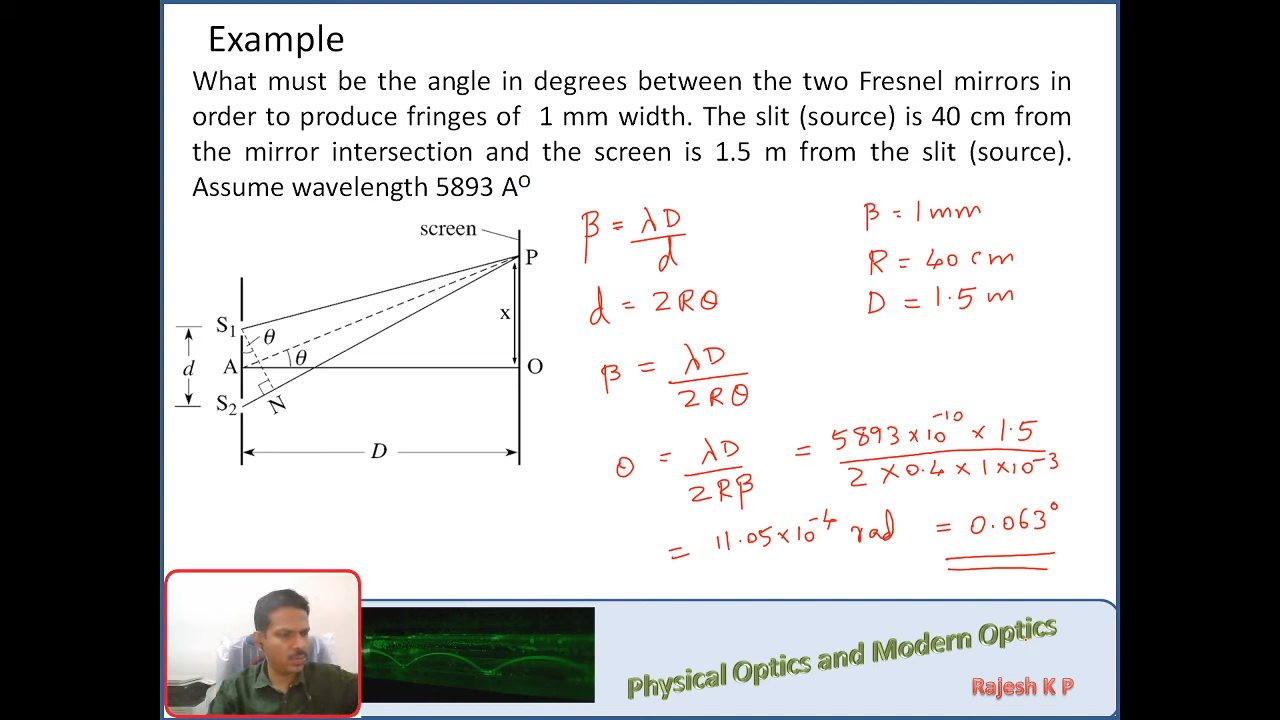 Example
What must be the angle in degrees between the two Fresnel mirrors in
order to produce fringes of 1 mm width. The slit (source) is 40 cm from
the mirror intersection and the screen is 1.5 m from the slit (source).
Assume wavelength 5893 A⁰
screen
P
S₁
θ
x
d
A
θ
O
S₂
N
D
β = λD/d
d = 2Rθ
β = λD/2Rθ
θ = λD/2Rβ = 5893×10⁻¹⁰ × 1.5 / 2 × 0.4 × 1×10⁻³
= 11.05×10⁻⁴ rad = 0.063°
β = 1mm
R = 40 cm
D = 1.5 m
Physical Optics and Modern Optics
Rajesh K P